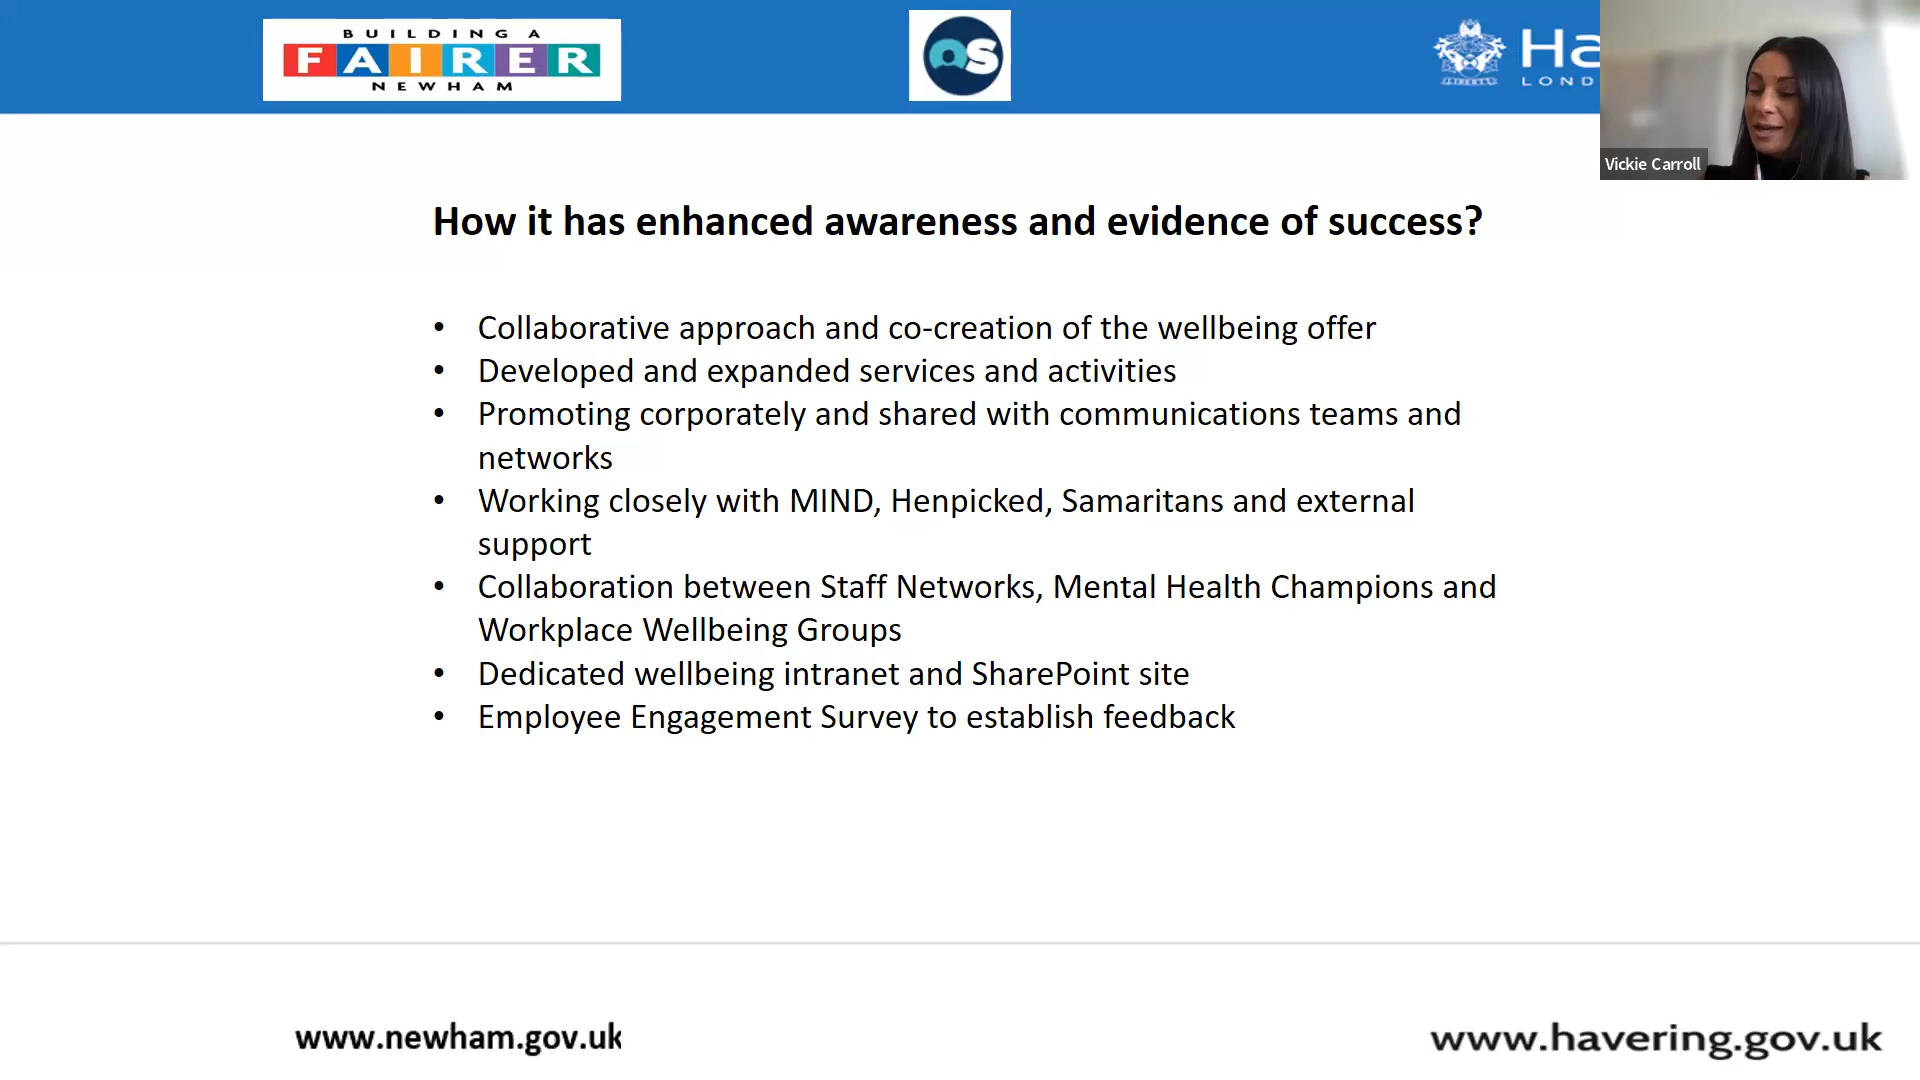 BUILDING A
FAIRER
NEWHAM
OS
Ha
LOND
Vickie Carroll
How it has enhanced awareness and evidence of success?
• Collaborative approach and co-creation of the wellbeing offer
• Developed and expanded services and activities
• Promoting corporately and shared with communications teams and
networks
• Working closely with MIND, Henpicked, Samaritans and external
support
• Collaboration between Staff Networks, Mental Health Champions and
Workplace Wellbeing Groups
• Dedicated wellbeing intranet and SharePoint site
• Employee Engagement Survey to establish feedback
www.newham.gov.uk
www.havering.gov.uk